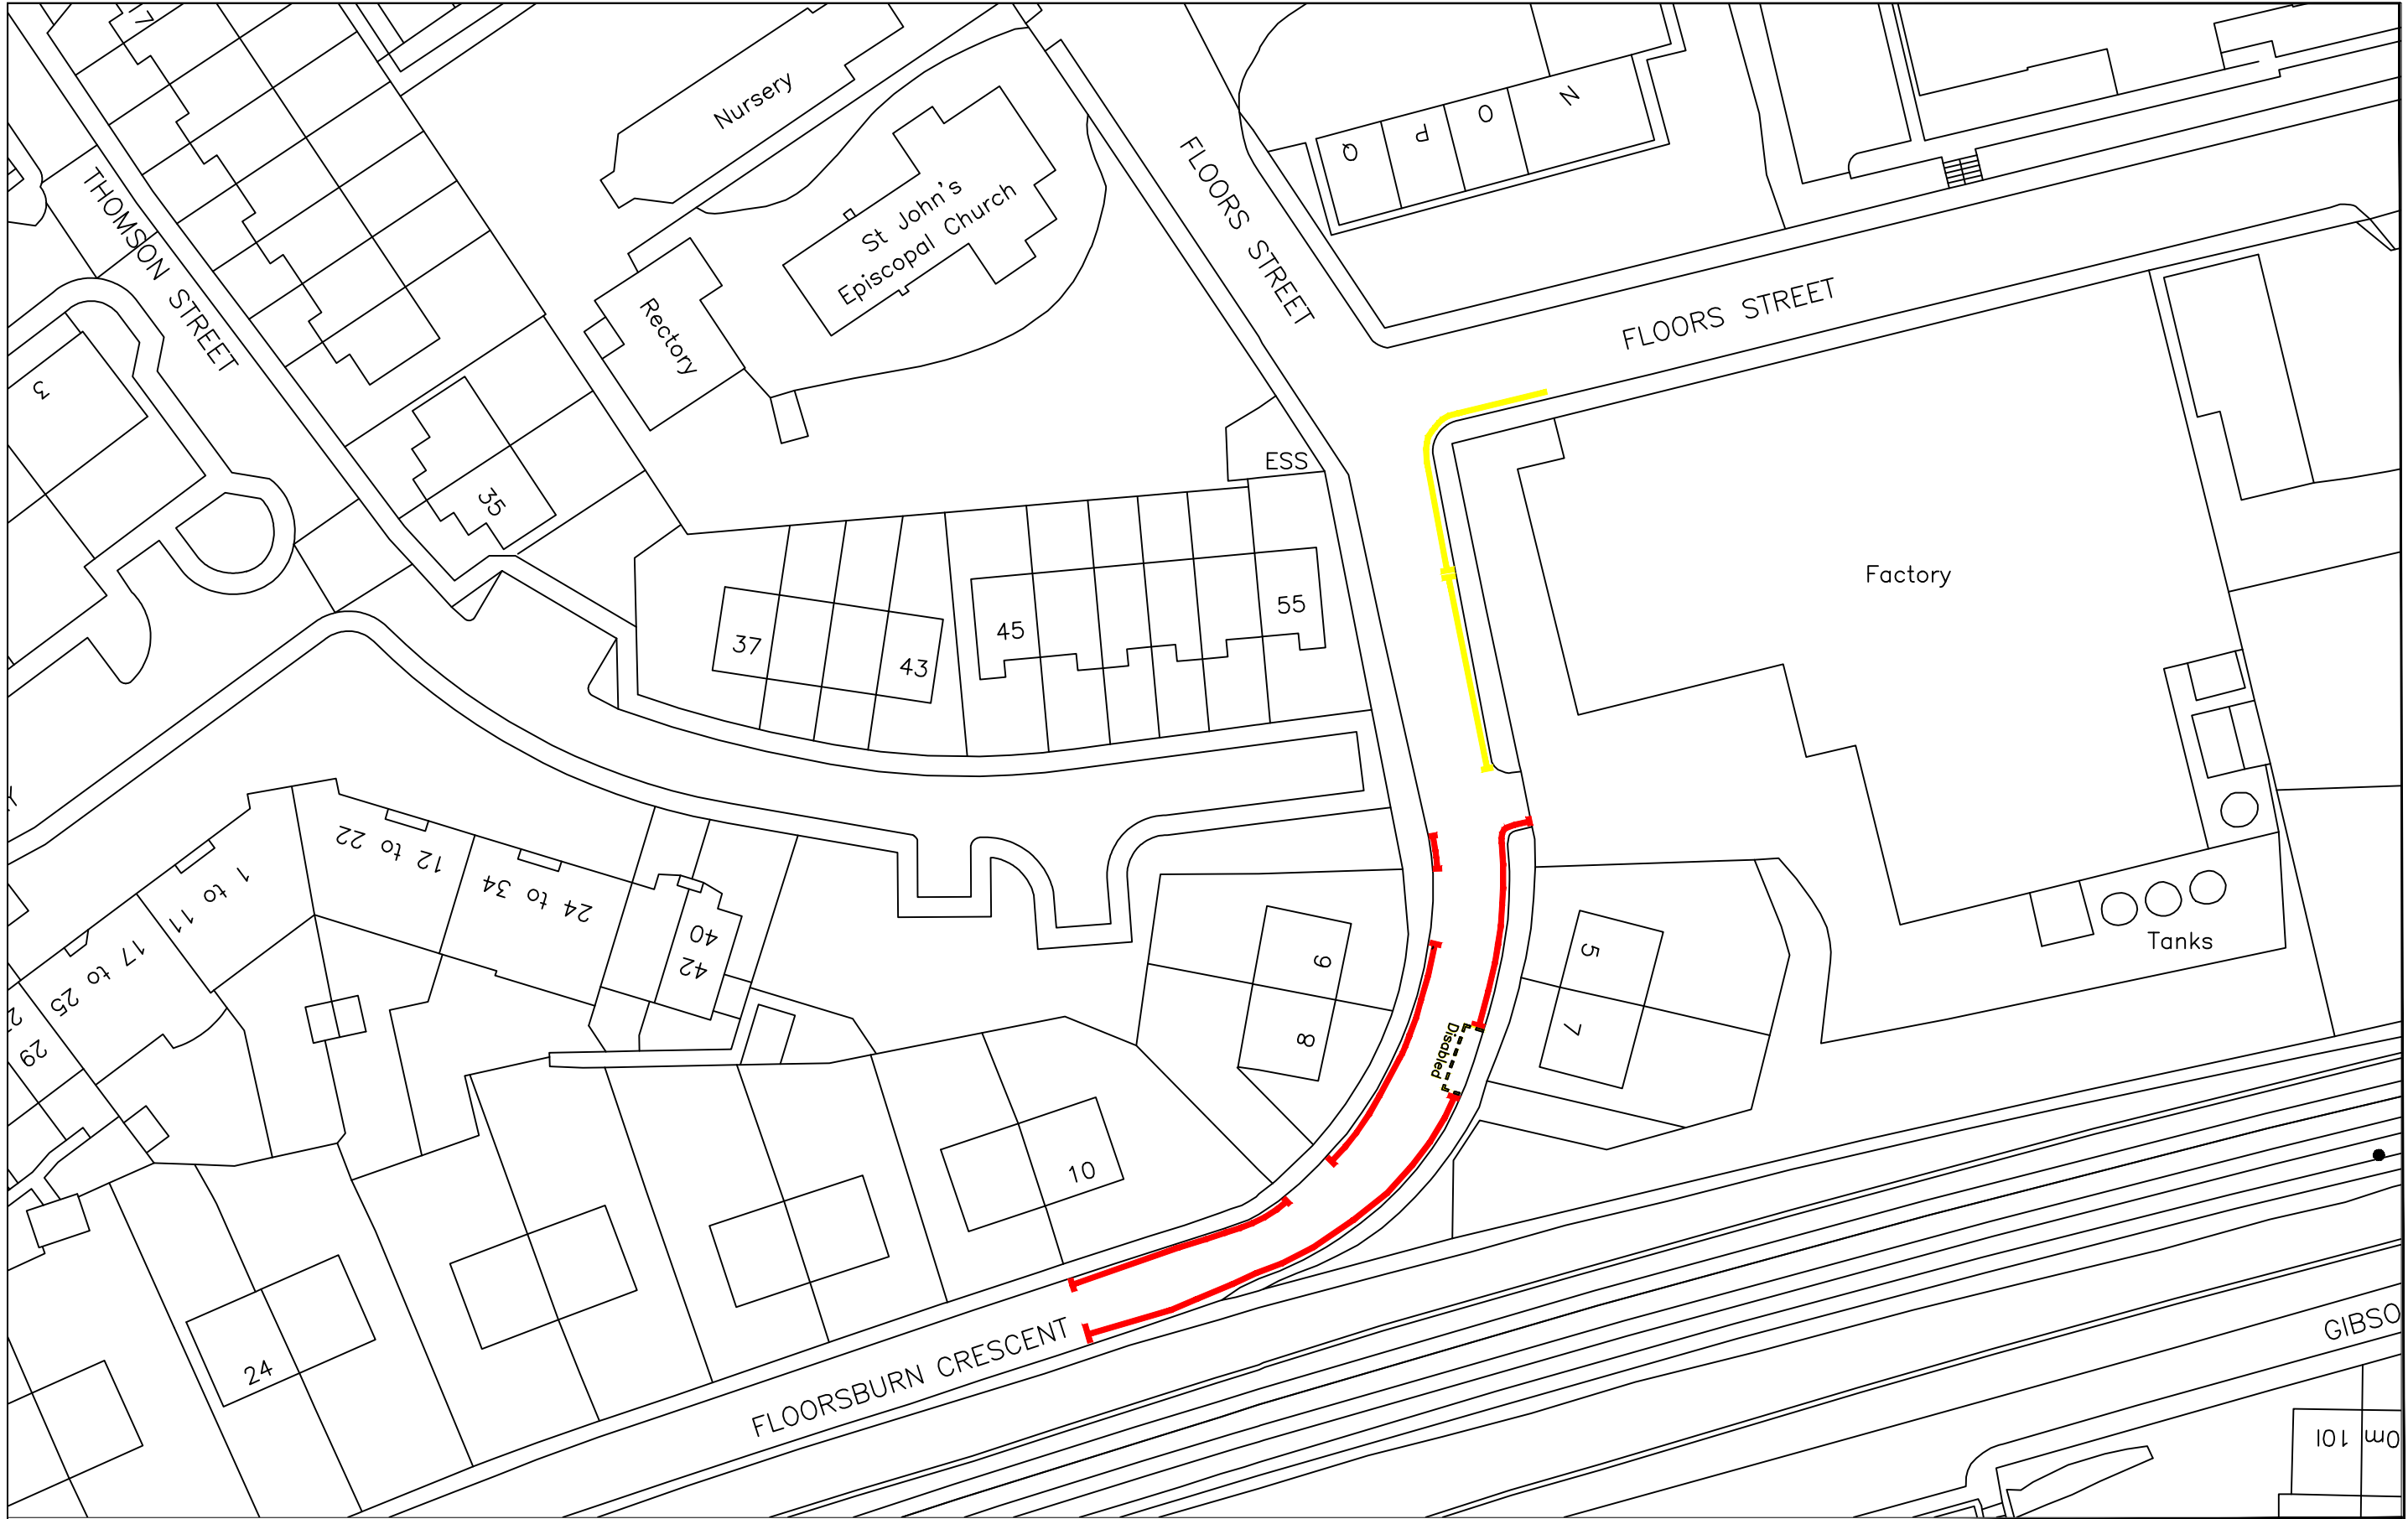 17
Nursery
Q
P
O
N
THOMSON STREET
FLOORS STREET
St John's
Episcopal Church
Rectory
FLOORS STREET
3
ESS
35
Factory
37
43
45
55
12 to 22
1 to 11
24 to 34
40
42
17 to 25
29
9
8
5
7
Tanks
Disabled
10
24
FLOORSBURN CRESCENT
GIBSO
101
0m